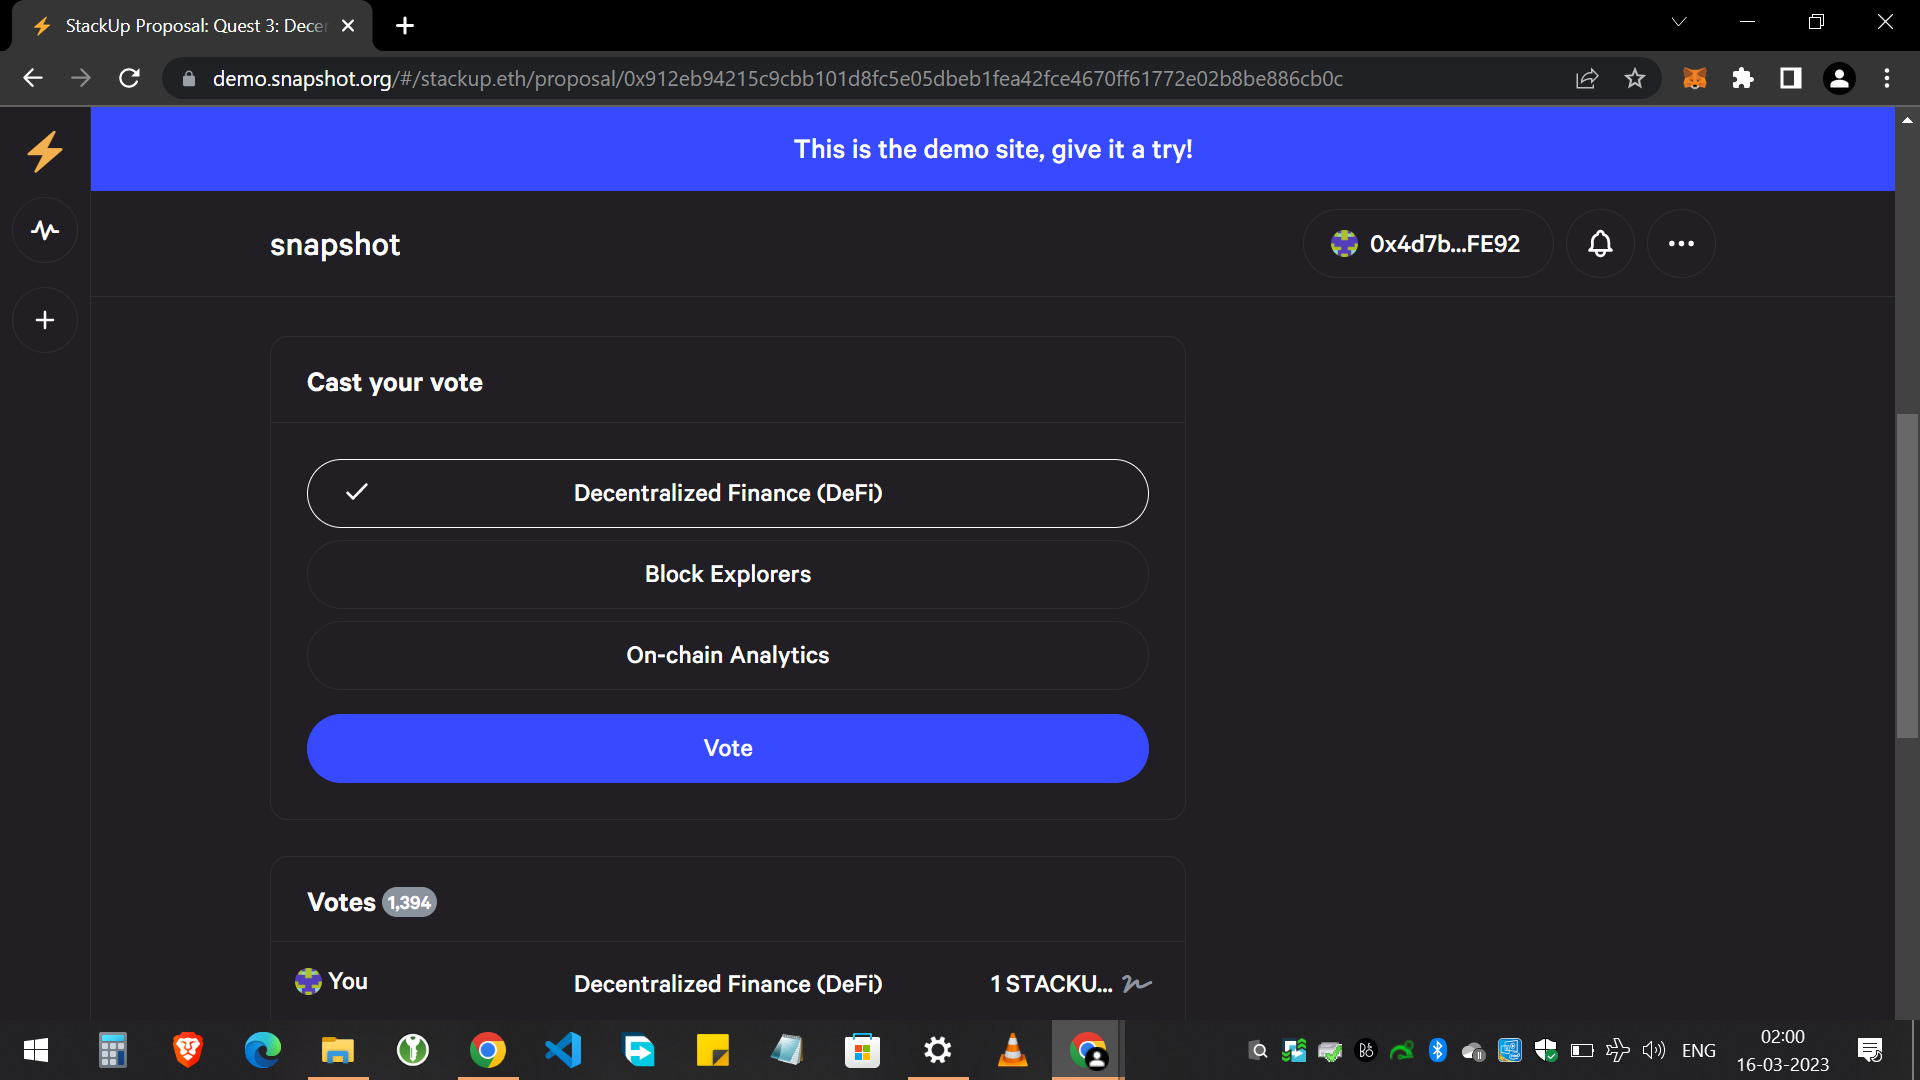 StackUp Proposal: Quest 3: Dece
demo.snapshot.org/#/stackup.eth/proposal/0x912eb94215c9cbb101d8fc5e05dbeb1fea42fce4670ff61772e02b8be886cb0c
This is the demo site, give it a try!
snapshot
0x4d7b...FE92
Cast your vote
Decentralized Finance (DeFi)
Block Explorers
On-chain Analytics
Vote
Votes 1,394
You Decentralized Finance (DeFi) 1 STACKU...
ENG
02:00
16-03-2023